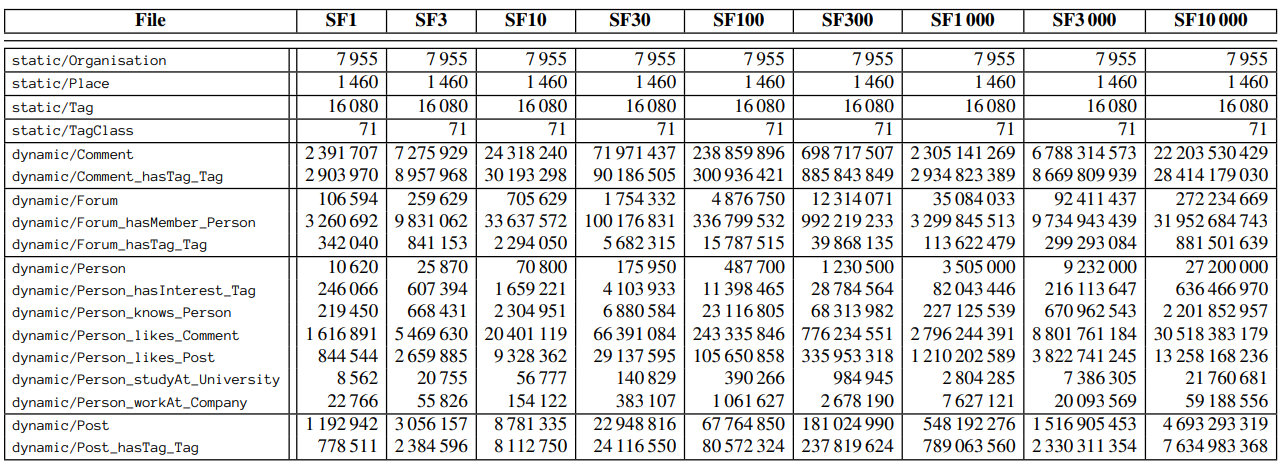 File SF1 SF3 SF10 SF30 SF100 SF300 SF1 000 SF3 000 SF10 000
static/Organisation 7 955 7 955 7 955 7 955 7 955 7 955 7 955 7 955 7 955
static/Place 1 460 1 460 1 460 1 460 1 460 1 460 1 460 1 460 1 460
static/Tag 16 080 16 080 16 080 16 080 16 080 16 080 16 080 16 080 16 080
static/TagClass 71 71 71 71 71 71 71 71 71
dynamic/Comment 2 391 707 7 275 929 24 318 240 71 971 437 238 859 896 698 717 507 2 305 141 269 6 788 314 573 22 203 530 429
dynamic/Comment_hasTag_Tag 2 903 970 8 957 968 30 193 298 90 186 505 300 936 421 885 843 849 2 934 823 389 8 669 809 939 28 414 179 030
dynamic/Forum 106 594 259 629 705 629 1 754 332 4 876 750 12 314 071 35 084 033 92 411 437 272 234 669
dynamic/Forum_hasMember_Person 3 260 692 9 831 062 33 637 572 100 176 831 336 799 532 992 219 233 3 299 845 513 9 734 943 439 31 952 684 743
dynamic/Forum_hasTag_Tag 342 040 841 153 2 294 050 5 682 315 15 787 515 39 868 135 113 622 479 299 293 084 881 501 639
dynamic/Person 10 620 25 870 70 800 175 950 487 700 1 230 500 3 505 000 9 232 000 27 200 000
dynamic/Person_hasInterest_Tag 246 066 607 394 1 659 221 4 103 933 11 398 465 28 784 564 82 043 446 216 113 647 636 466 970
dynamic/Person_knows_Person 219 450 668 431 2 304 951 6 880 584 23 116 805 68 313 982 227 125 539 670 962 543 2 201 852 957
dynamic/Person_likes_Comment 1 616 891 5 469 630 20 401 119 66 391 084 243 335 846 776 234 551 2 796 244 391 8 801 761 184 30 518 383 179
dynamic/Person_likes_Post 844 544 2 659 885 9 328 362 29 137 595 105 650 858 335 953 318 1 210 202 589 3 822 741 245 13 258 168 236
dynamic/Person_studyAt_University 8 562 20 755 56 777 140 829 390 266 984 945 2 804 285 7 386 305 21 760 681
dynamic/Person_workAt_Company 22 766 55 826 154 122 383 107 1 061 627 2 678 190 7 627 121 20 093 569 59 188 556
dynamic/Post 1 192 942 3 056 157 8 781 335 22 948 816 67 764 850 181 024 990 548 192 276 1 516 905 453 4 693 293 319
dynamic/Post_hasTag_Tag 778 511 2 384 596 8 112 750 24 116 550 80 572 324 237 819 624 789 063 560 2 330 311 354 7 634 983 368